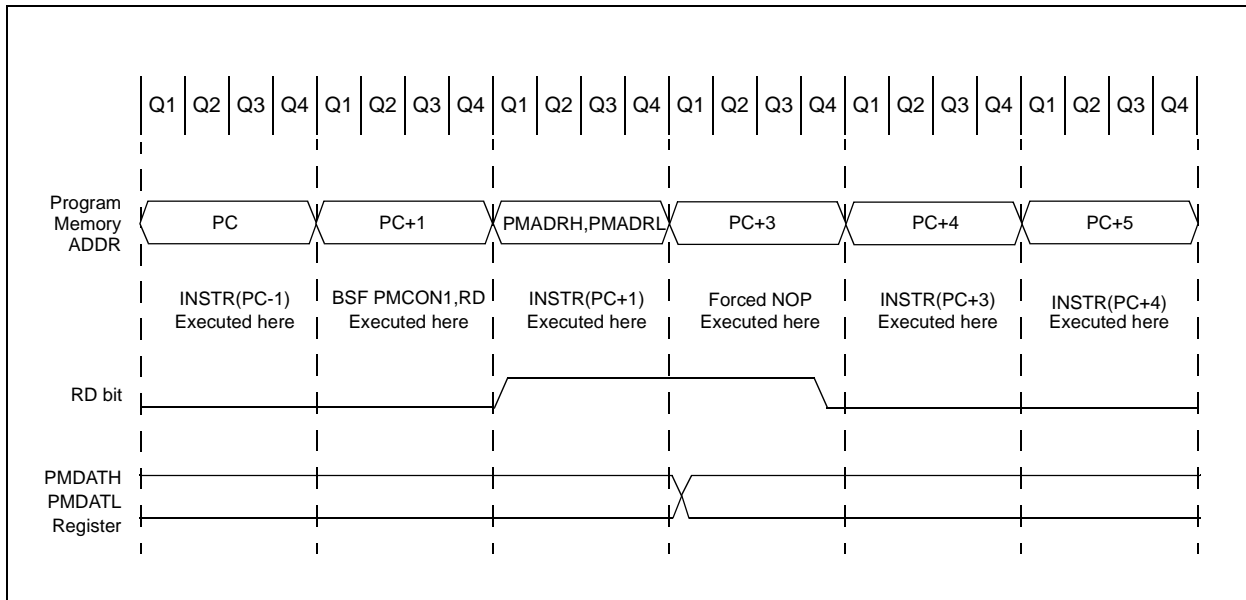 Q1 Q2 Q3 Q4 Q1 Q2 Q3 Q4 Q1 Q2 Q3 Q4 Q1 Q2 Q3 Q4 Q1 Q2 Q3 Q4 Q1 Q2 Q3 Q4
Program
Memory
ADDR
PC PC+1 PMADRH,PMADRL PC+3 PC+4 PC+5
INSTR(PC-1) BSF PMCON1,RD INSTR(PC+1) Forced NOP INSTR(PC+3) INSTR(PC+4)
Executed here Executed here Executed here Executed here Executed here Executed here
RD bit
PMDATH
PMDATL
Register